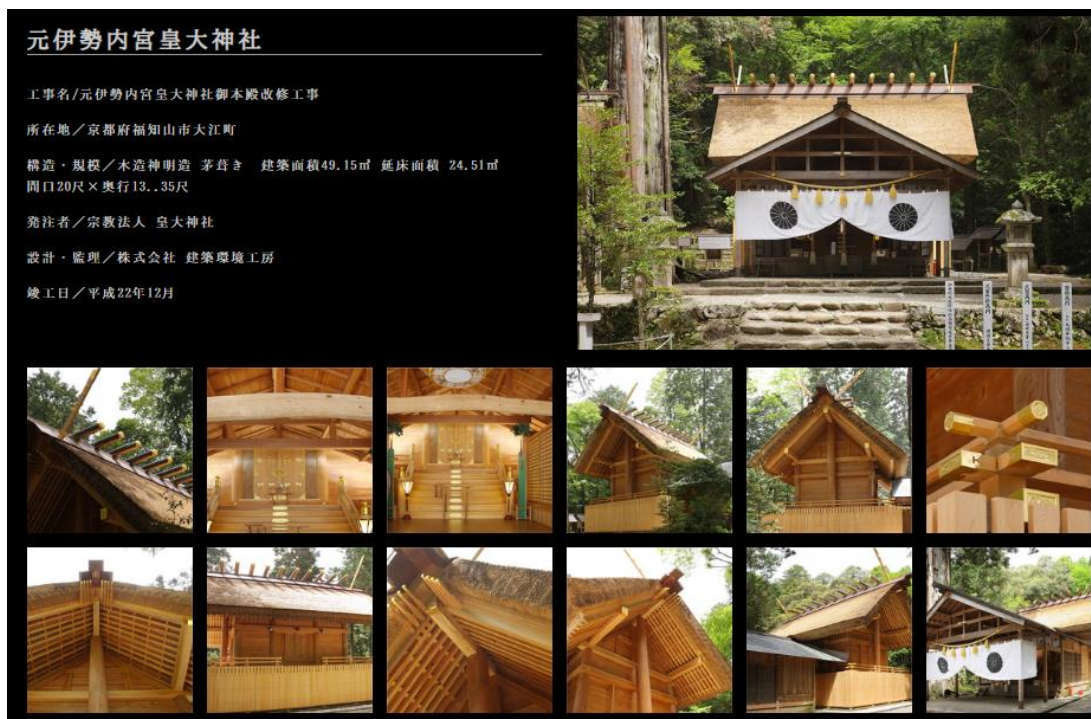 元伊勢内宮皇大神社
工事名/元伊勢内宮皇大神社御本殿改修工事
所在地／京都府福知山市大江町
構造・規模／木造神明造 茅葺き　建築面積49.15㎡ 延床面積 24.51㎡
間口20尺×奥行13..35尺
発注者／宗教法人 皇大神社
設計・監理／株式会社 建築環境工房
竣工日／平成22年12月